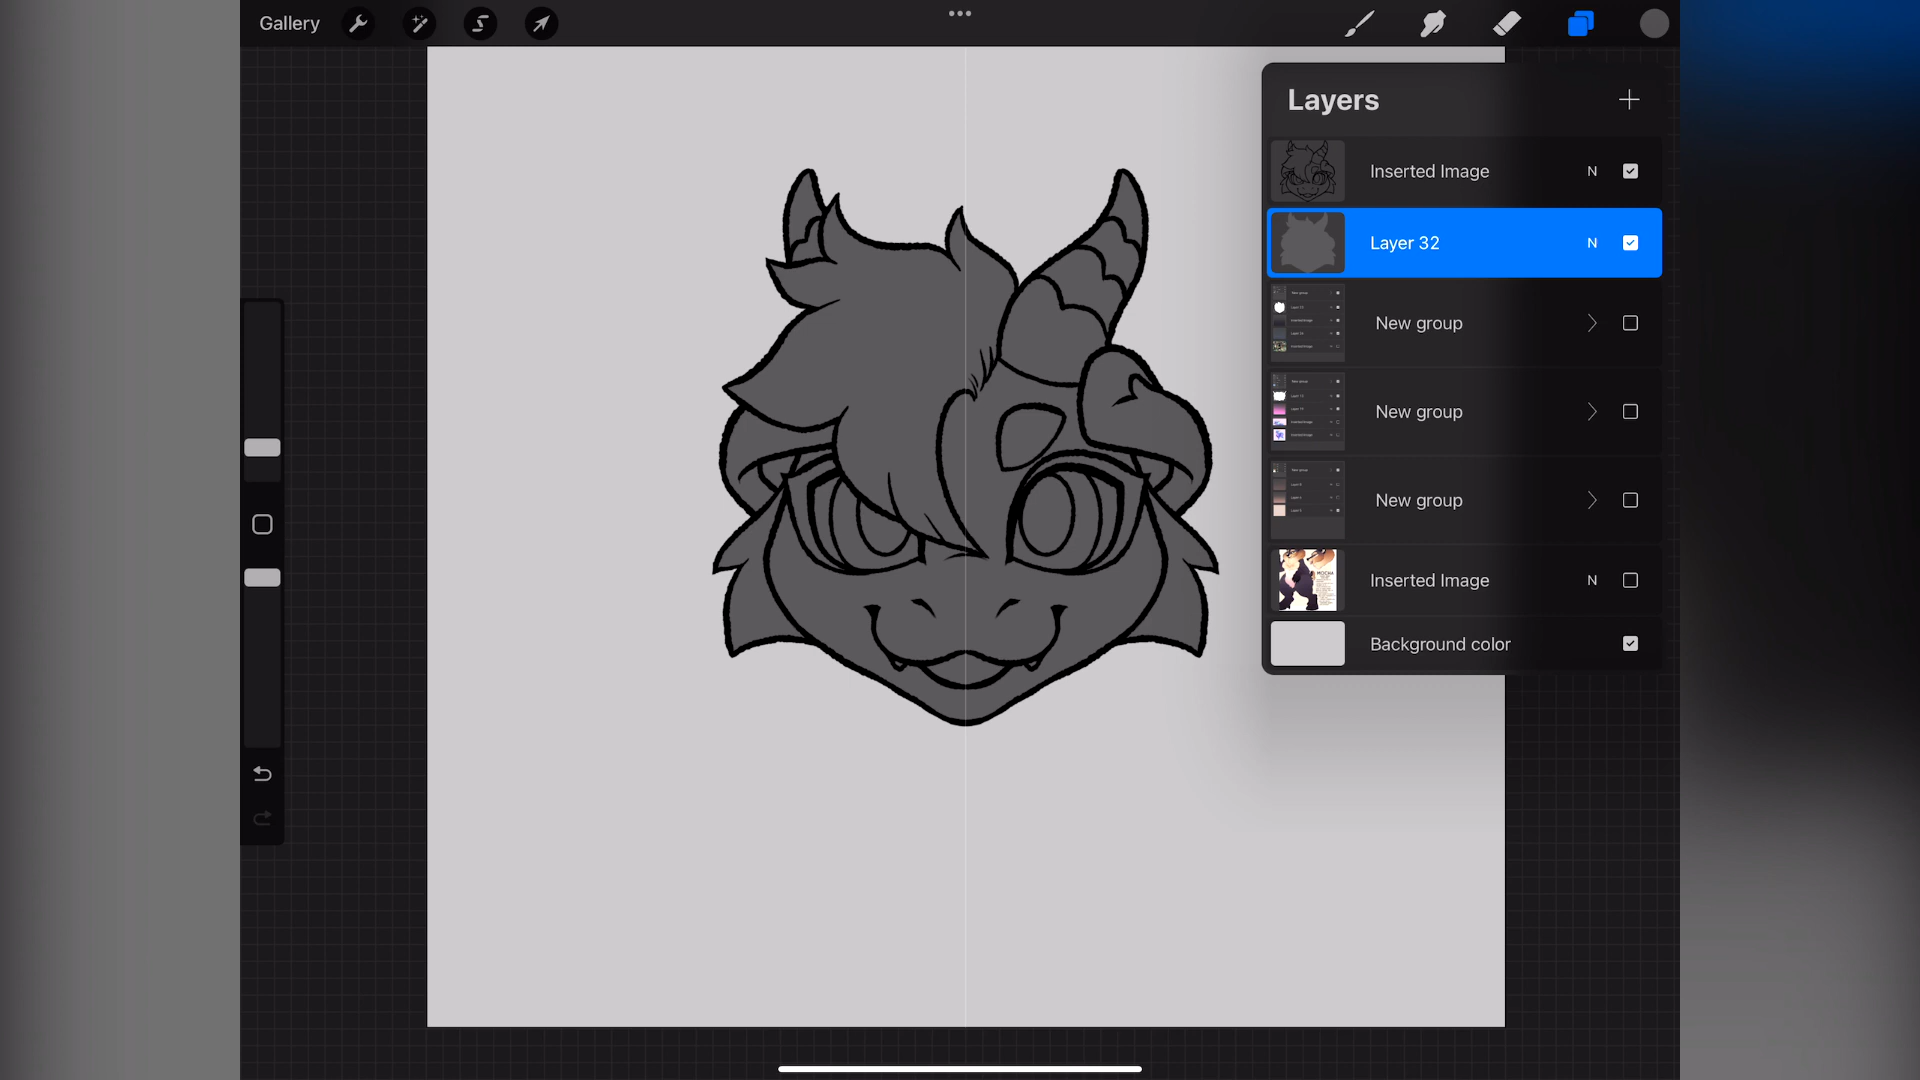 Gallery
Layers
Inserted Image N
Layer 32 N
New group
New group
New group
Inserted Image N
Background color